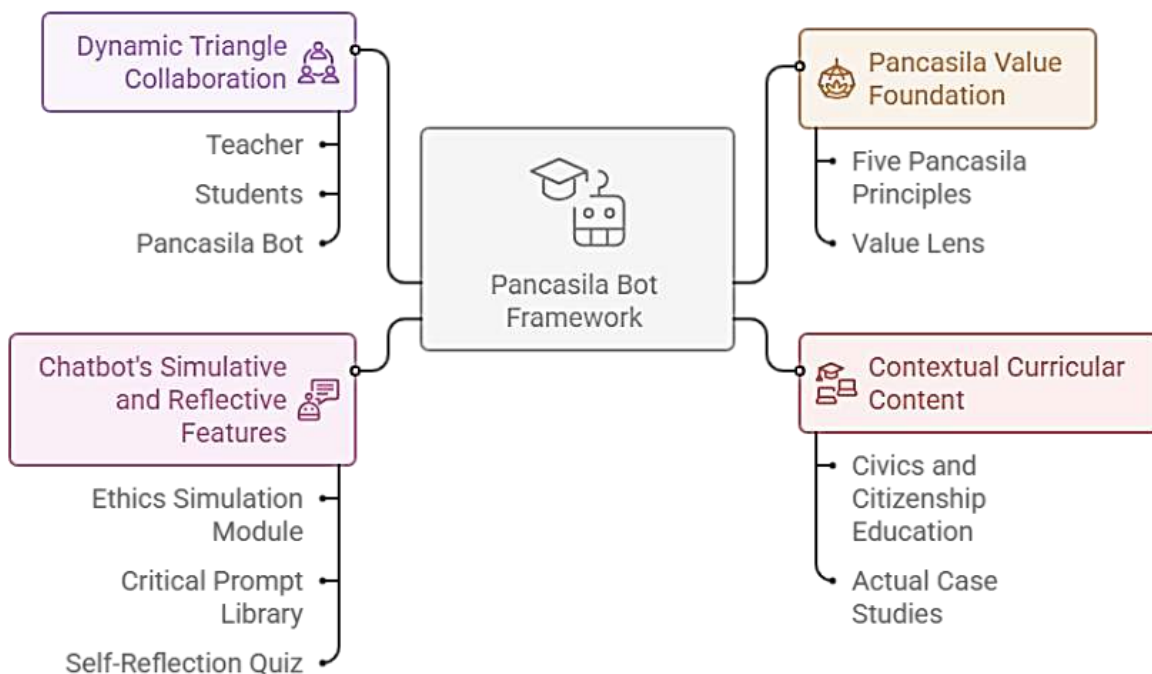 Dynamic Triangle
Collaboration
Teacher
Students
Pancasila Bot
Chatbot's Simulative
and Reflective
Features
Ethics Simulation
Module
Critical Prompt
Library
Self-Reflection Quiz
Pancasila Bot
Framework
Pancasila Value
Foundation
Five Pancasila
Principles
Value Lens
Contextual Curricular
Content
Civics and
Citizenship
Education
Actual Case
Studies